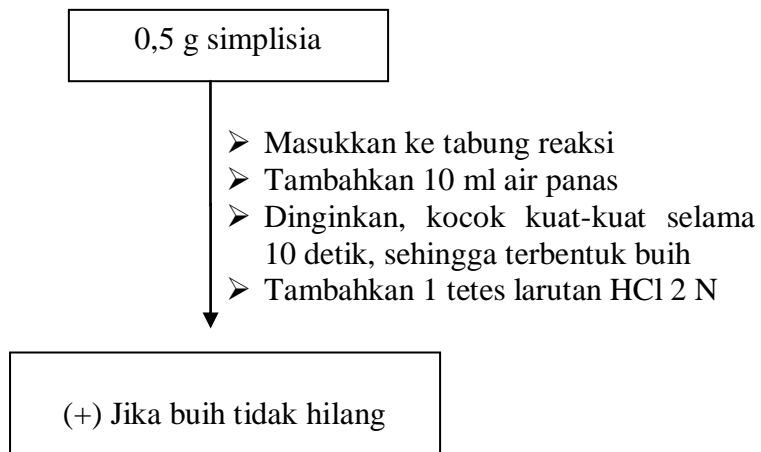 0,5 g simplisia
➢ Masukkan ke tabung reaksi
➢ Tambahkan 10 ml air panas
➢ Dinginkan, kocok kuat-kuat selama
10 detik, sehingga terbentuk buih
➢ Tambahkan 1 tetes larutan HCl 2 N
(+) Jika buih tidak hilang